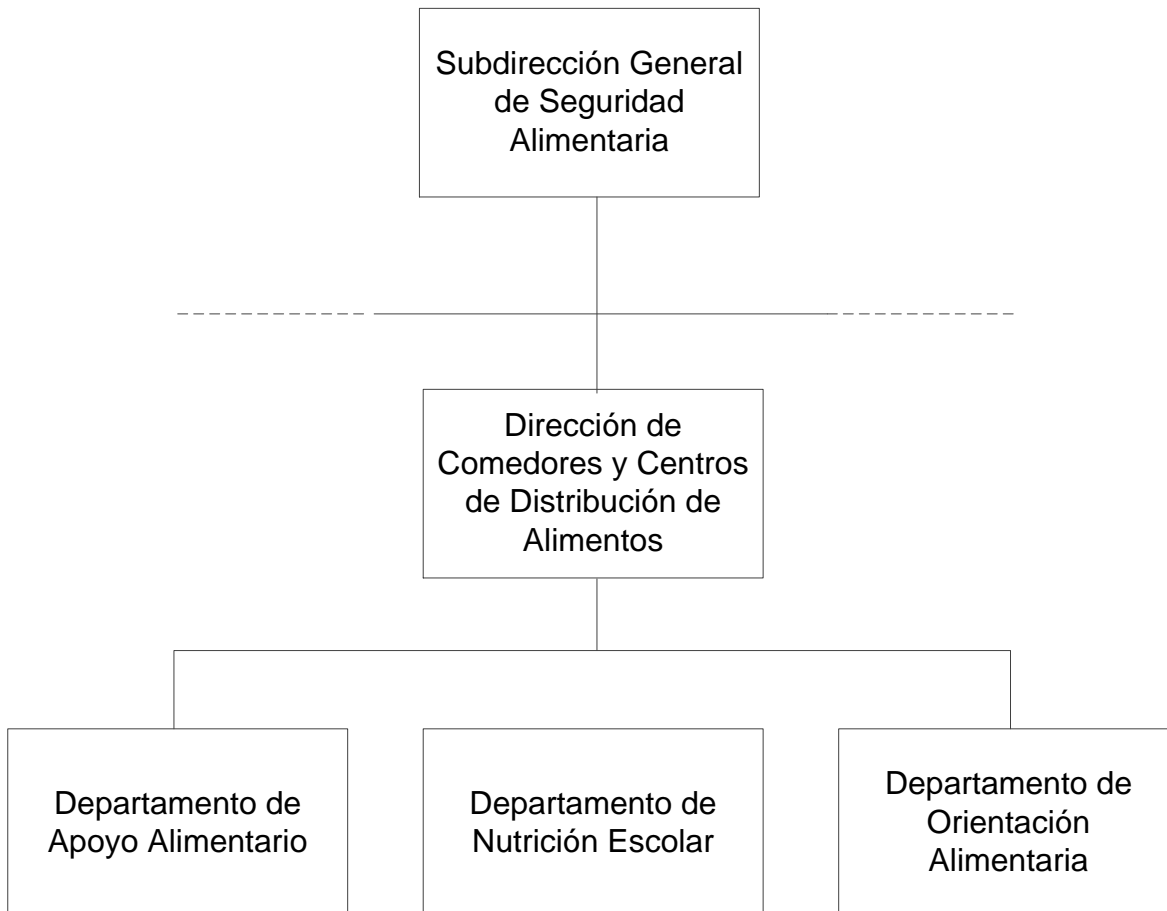 Subdirección General
de Seguridad
Alimentaria
Dirección de
Comedores y Centros
de Distribución de
Alimentos
Departamento de
Apoyo Alimentario
Departamento de
Nutrición Escolar
Departamento de
Orientación
Alimentaria